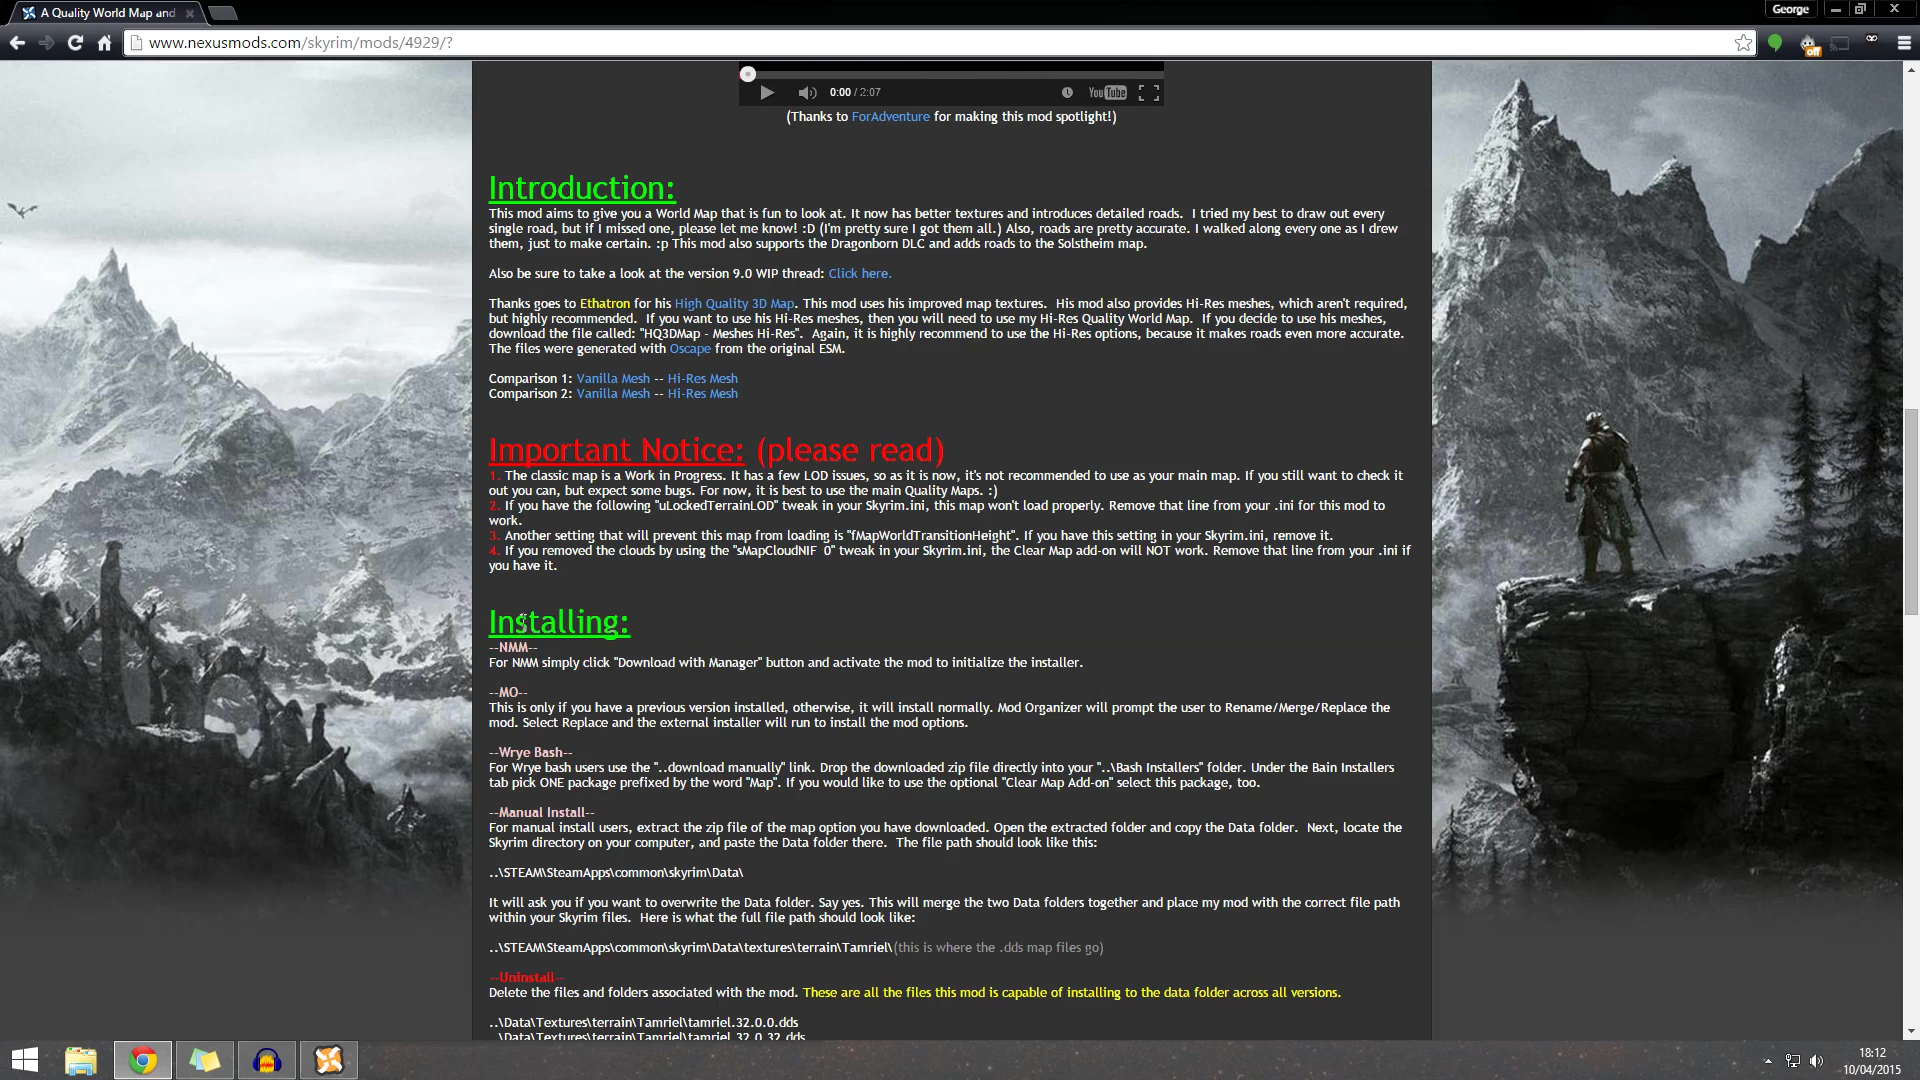 A Quality World Map and
George
www.nexusmods.com/skyrim/mods/4929/?
off
0:00 / 2:07
YouTube
(Thanks to ForAdventure for making this mod spotlight!)
Introduction:
This mod aims to give you a World Map that is fun to look at. It now has better textures and introduces detailed roads.  I tried my best to draw out every
single road, but if I missed one, please let me know! :D (I'm pretty sure I got them all.) Also, roads are pretty accurate. I walked along every one as I drew
them, just to make certain. :p This mod also supports the Dragonborn DLC and adds roads to the Solstheim map.
Also be sure to take a look at the version 9.0 WIP thread: Click here.
Thanks goes to Ethatron for his High Quality 3D Map. This mod uses his improved map textures.  His mod also provides Hi-Res meshes, which aren't required,
but highly recommended.  If you want to use his Hi-Res meshes, then you will need to use my Hi-Res Quality World Map.  If you decide to use his meshes,
download the file called: "HQ3DMap - Meshes Hi-Res".  Again, it is highly recommend to use the Hi-Res options, because it makes roads even more accurate.
The files were generated with Oscape from the original ESM.
Comparison 1: Vanilla Mesh -- Hi-Res Mesh
Comparison 2: Vanilla Mesh -- Hi-Res Mesh
Important Notice: (please read)
1. The classic map is a Work in Progress. It has a few LOD issues, so as it is now, it's not recommended to use as your main map. If you still want to check it
out you can, but expect some bugs. For now, it is best to use the main Quality Maps. :)
2. If you have the following "uLockedTerrainLOD" tweak in your Skyrim.ini, this map won't load properly. Remove that line from your .ini for this mod to
work.
3. Another setting that will prevent this map from loading is "fMapWorldTransitionHeight". If you have this setting in your Skyrim.ini, remove it.
4. If you removed the clouds by using the "sMapCloudNIF 0" tweak in your Skyrim.ini, the Clear Map add-on will NOT work. Remove that line from your .ini if
you have it.
Installing:
--NMM--
For NMM simply click "Download with Manager" button and activate the mod to initialize the installer.
--MO--
This is only if you have a previous version installed, otherwise, it will install normally. Mod Organizer will prompt the user to Rename/Merge/Replace the
mod. Select Replace and the external installer will run to install the mod options.
--Wrye Bash--
For Wrye bash users use the "..download manually" link. Drop the downloaded zip file directly into your "..\Bash Installers" folder. Under the Bain Installers
tab pick ONE package prefixed by the word "Map". If you would like to use the optional "Clear Map Add-on" select this package, too.
--Manual Install--
For manual install users, extract the zip file of the map option you have downloaded. Open the extracted folder and copy the Data folder.  Next, locate the
Skyrim directory on your computer, and paste the Data folder there.  The file path should look like this:
..\STEAM\SteamApps\common\skyrim\Data\
It will ask you if you want to overwrite the Data folder. Say yes. This will merge the two Data folders together and place my mod with the correct file path
within your Skyrim files.  Here is what the full file path should look like:
..\STEAM\SteamApps\common\skyrim\Data\textures\terrain\Tamriel\(this is where the .dds map files go)
--Uninstall--
Delete the files and folders associated with the mod. These are all the files this mod is capable of installing to the data folder across all versions.
..\Data\Textures\terrain\Tamriel\tamriel.32.0.0.dds
..\Data\Textures\terrain\Tamriel\tamriel.32.0.32.dds
18:12
10/04/2015